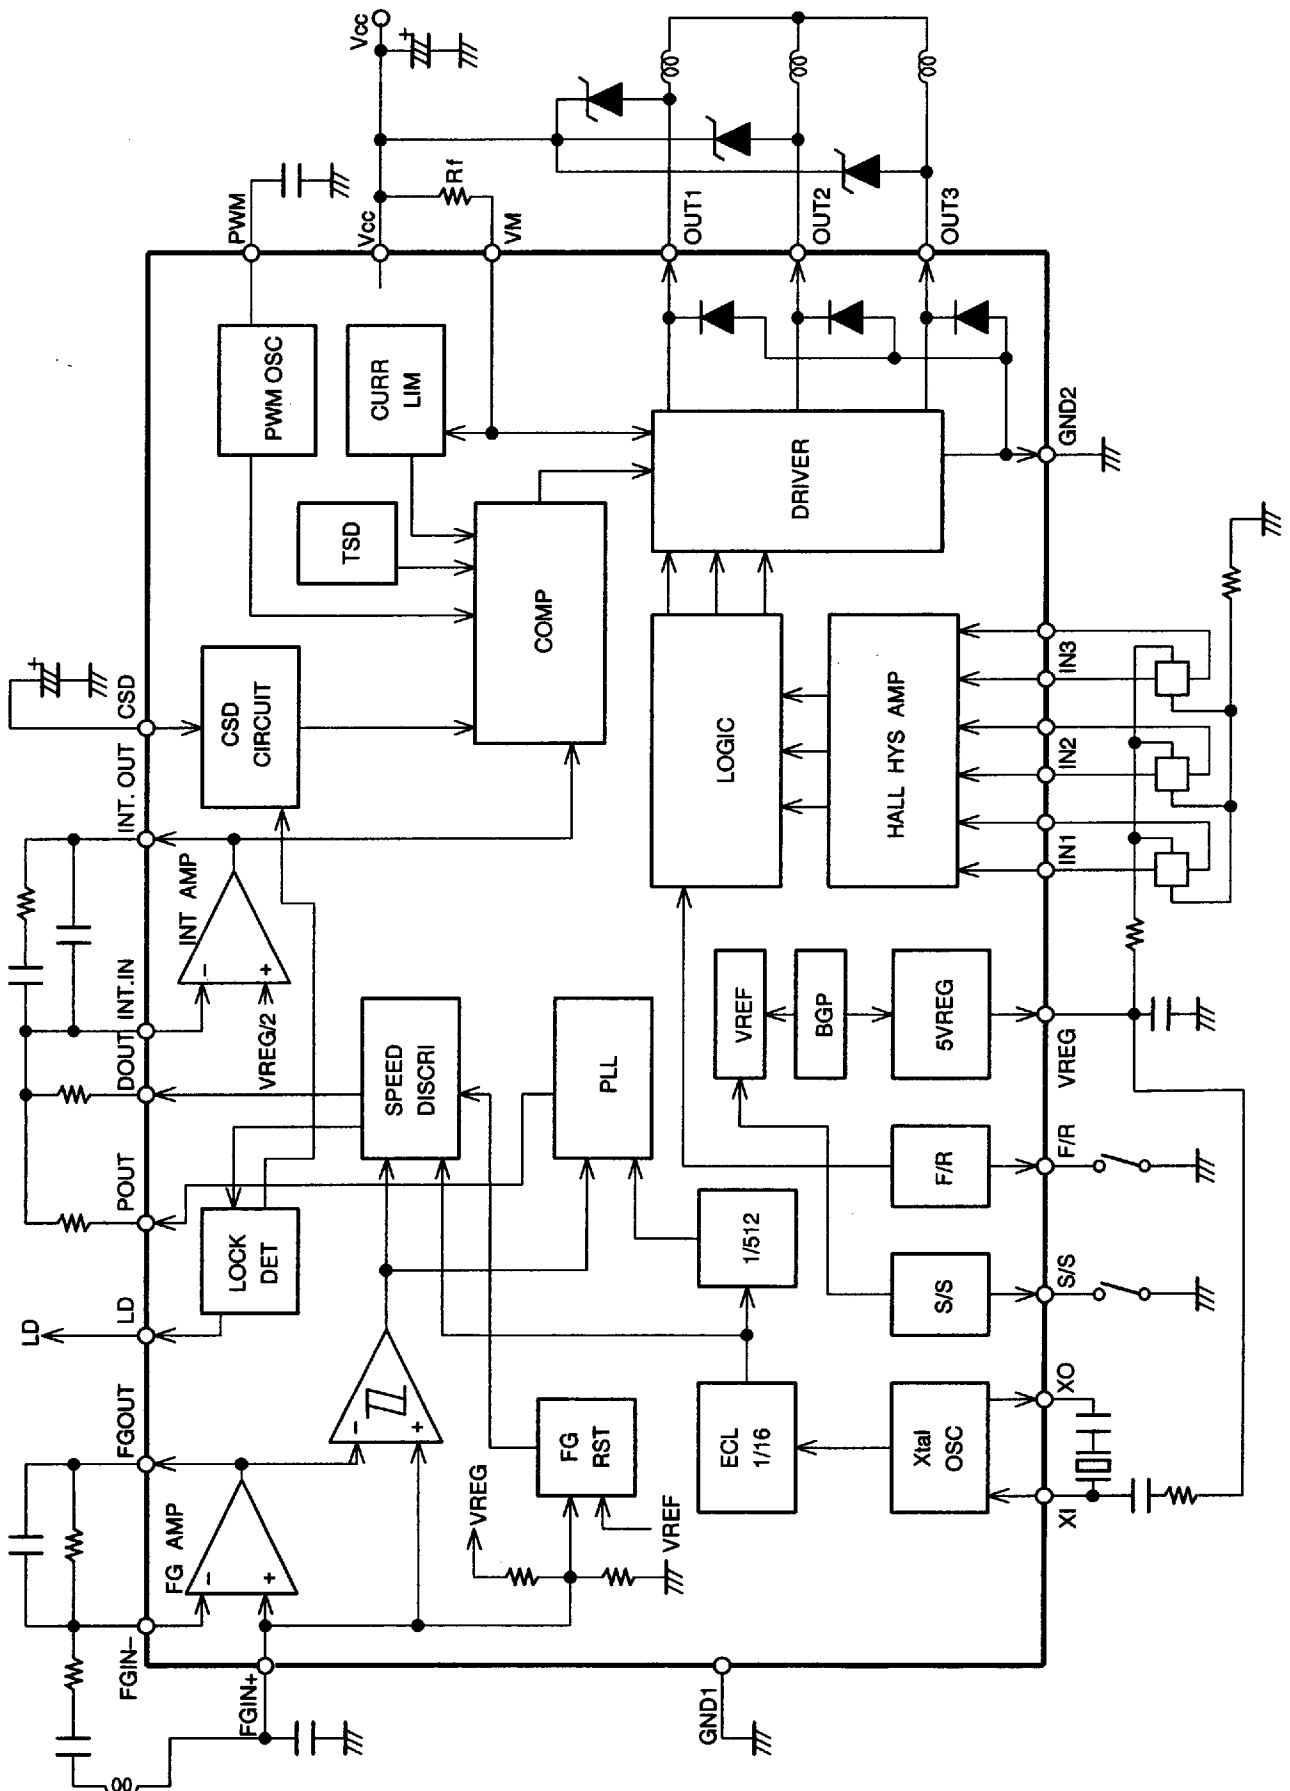 Vcc
+
PWM
Vcc
Rf
VM
OUT1
OUT2
OUT3
PWM OSC
CURR
LIM
TSD
COMP
DRIVER
GND2
+
CSD
CSD
CIRCUIT
INT. OUT
INT AMP
-
+
INT.IN
VREG/2
DOUT
POUT
SPEED
DISCRI
PLL
LOGIC
HALL HYS AMP
IN3
IN2
IN1
VREF
BGP
5VREG
VREG
F/R
F/R
S/S
S/S
1/512
LOCK
DET
LD
LD
FGOUT
FG AMP
-
+
-
+
FGIN-
FGIN+
VREG
VREF
FG
RST
ECL
1/16
Xtal
OSC
XO
XI
GND1